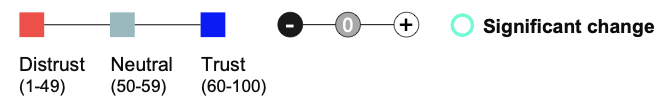 - 0 + Significant change
Distrust Neutral Trust
(1-49) (50-59) (60-100)